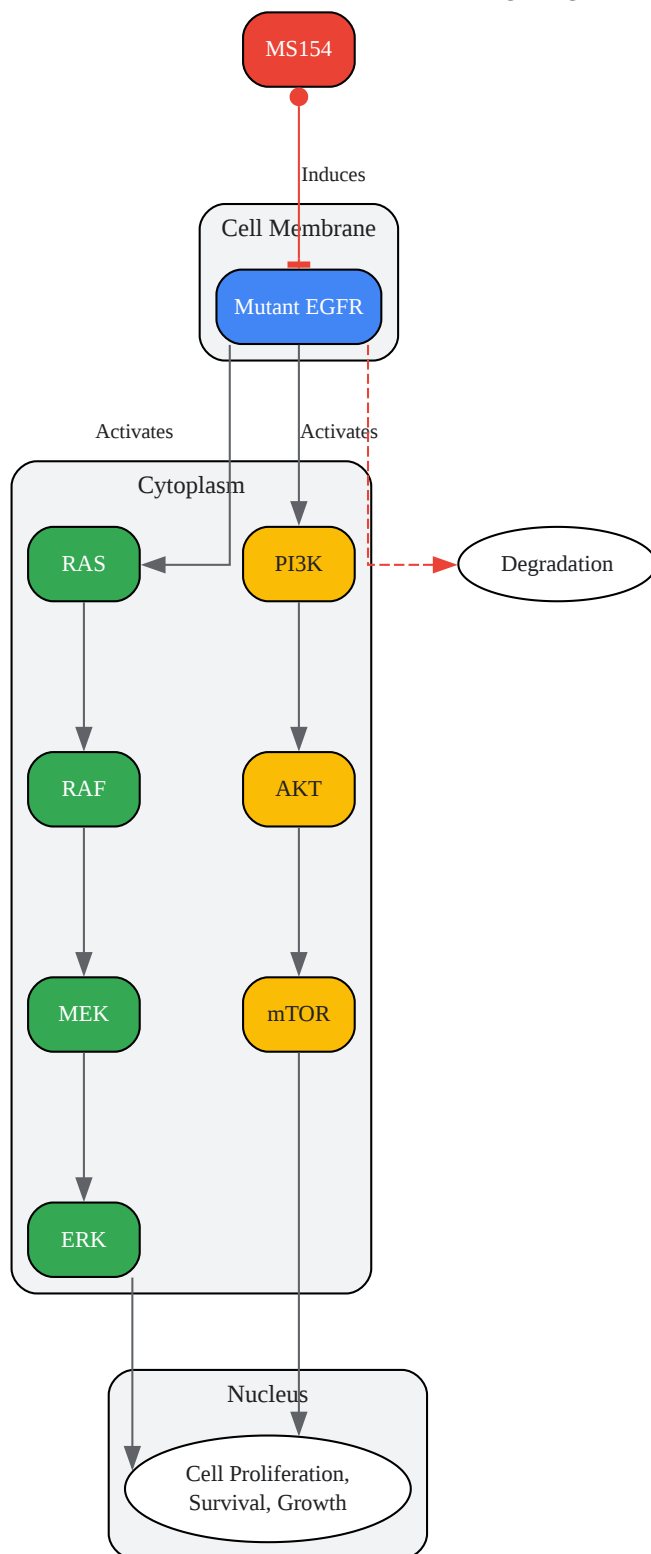 MS154
Induces
Cell Membrane
Mutant EGFR
Activates
Activates
Cytoplasm
RAS
PI3K
Degradation
RAF
AKT
MEK
mTOR
ERK
Nucleus
Cell Proliferation,
Survival, Growth